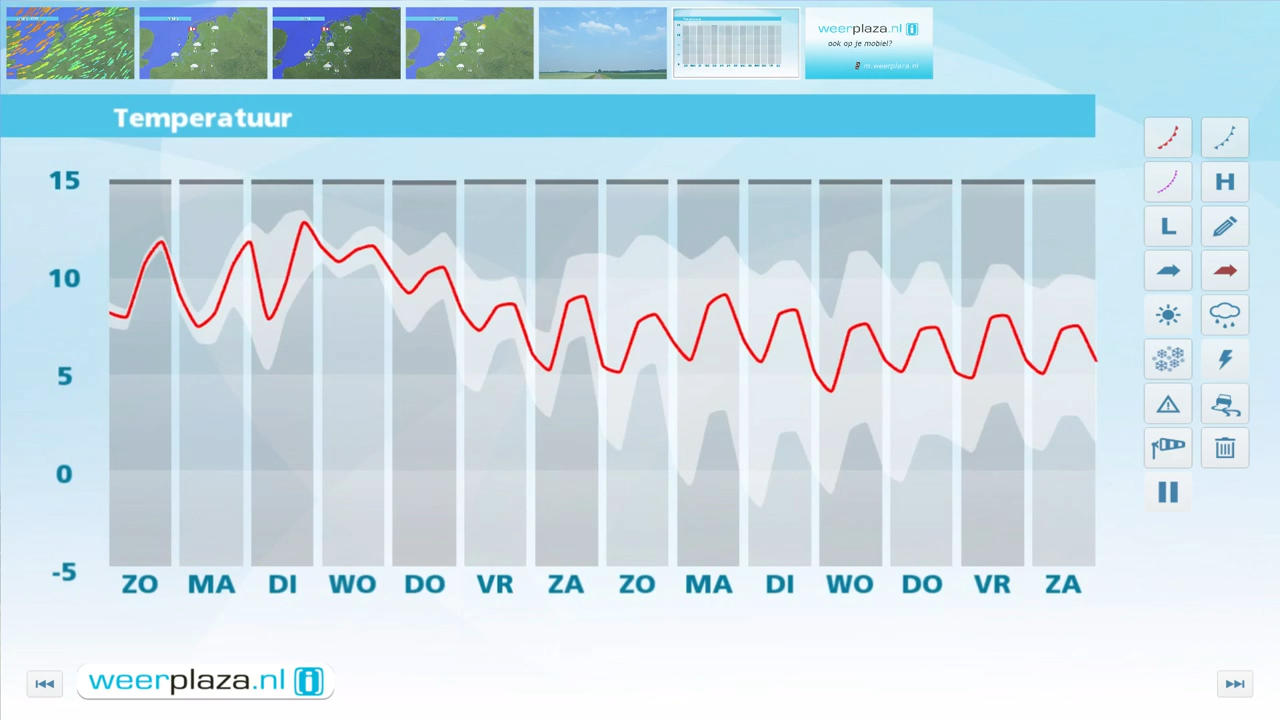 weerplaza.nl [i]
ook op je mobiel?
m.weerplaza.nl
Temperatuur
15
10
5
0
-5
H
L
ZO MA DI WO DO VR ZA ZO MA DI WO DO VR ZA
weerplaza.nl [i]